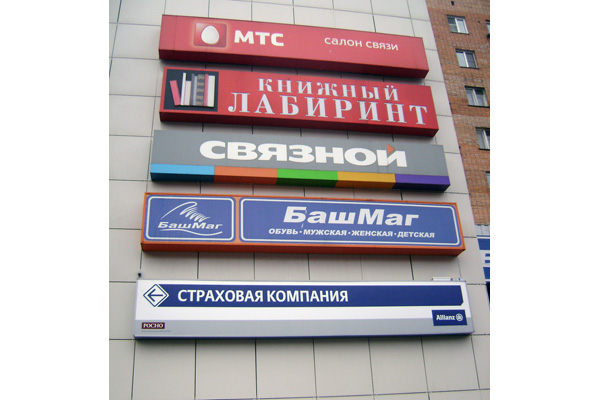 МТС
САЛОН СВЯЗИ
КНИЖНЫЙ
ЛАБИРИНТ
СВЯЗНОЙ
БашМаг
БашМаг
ОБУВЬ • МУЖСКАЯ • ЖЕНСКАЯ • ДЕТСКАЯ
СТРАХОВАЯ КОМПАНИЯ
РОСНО
Allianz